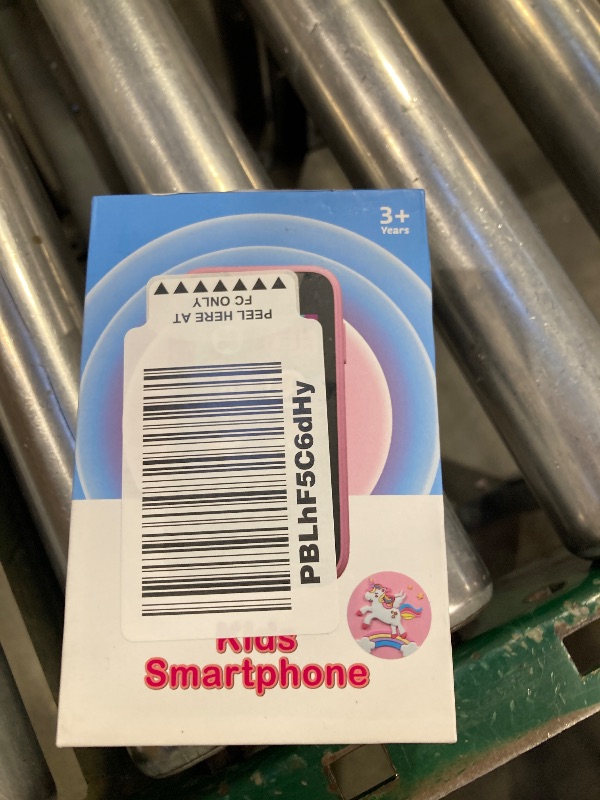 3+
Years
PEEL HERE AT
FC ONLY
PBLhF5C6dHy
Kids
Smartphone